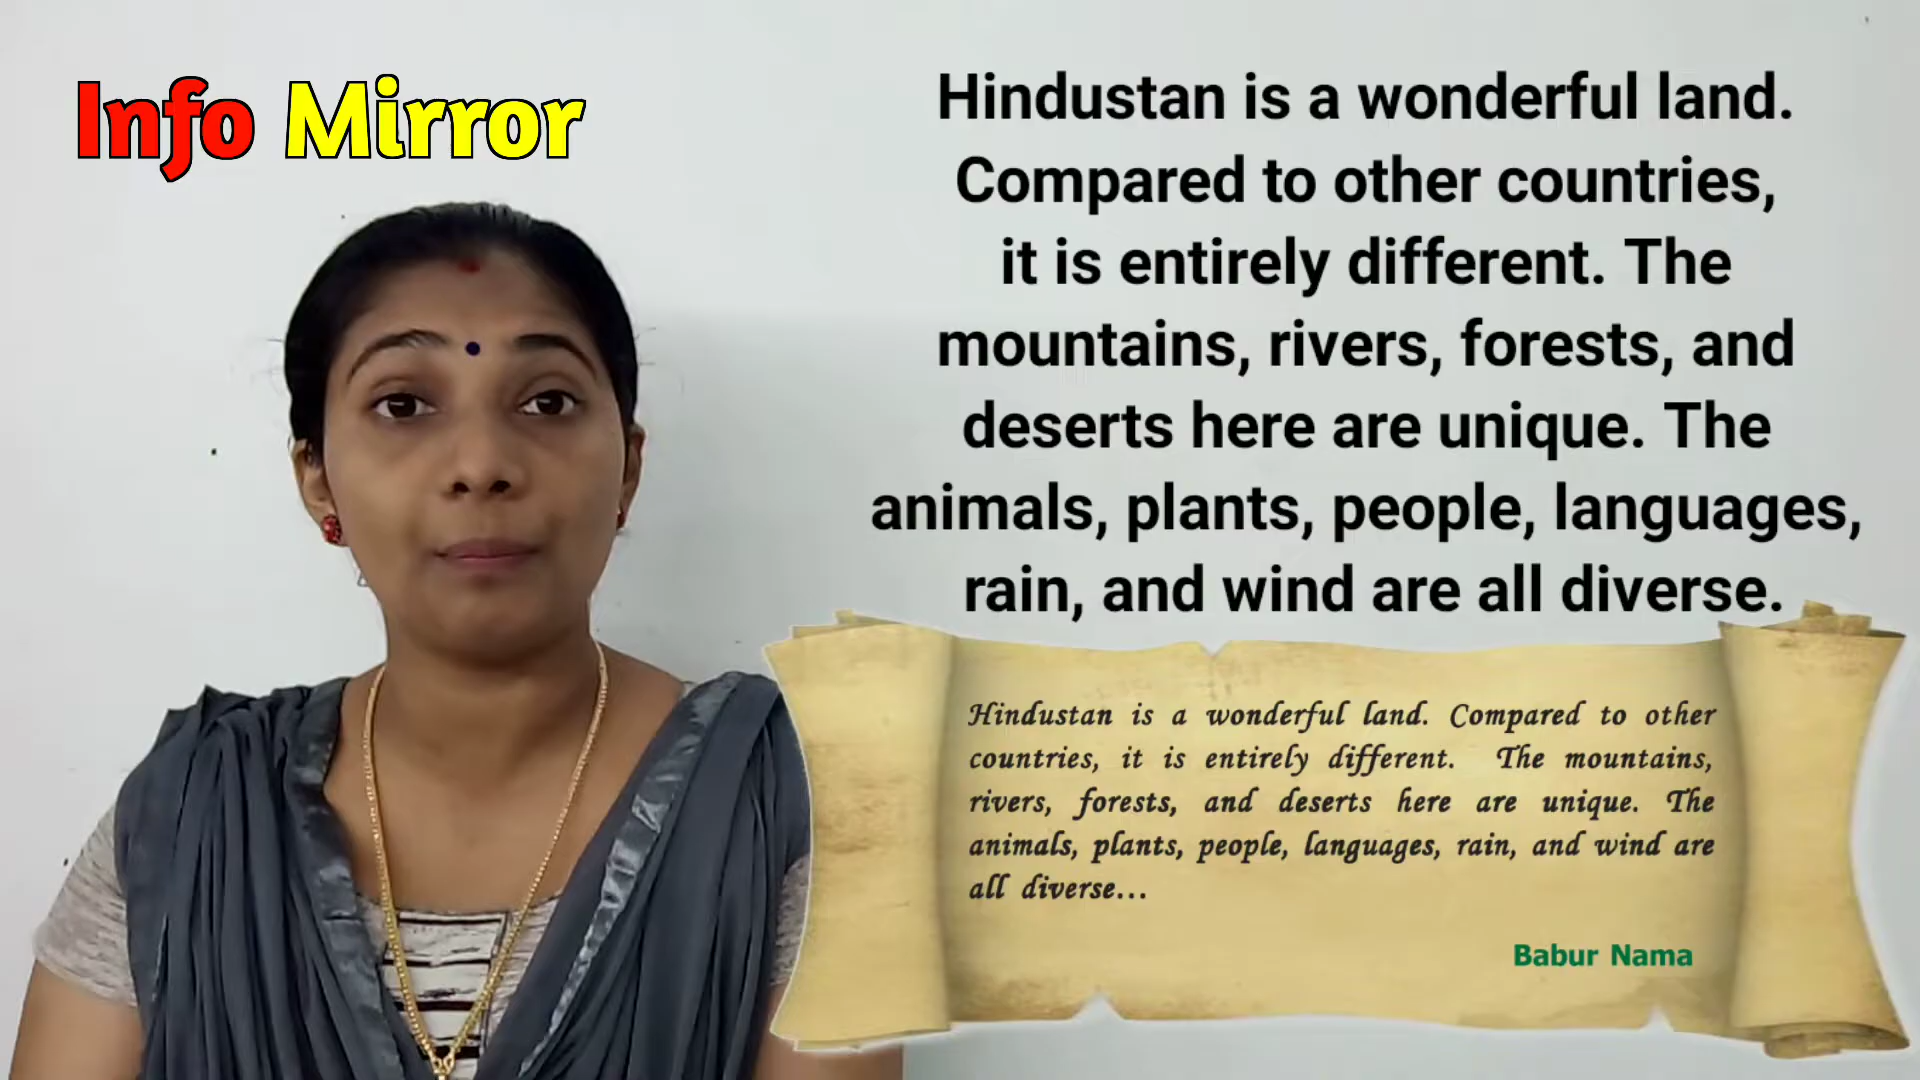 Info Mirror
Hindustan is a wonderful land.
Compared to other countries,
it is entirely different. The
mountains, rivers, forests, and
deserts here are unique. The
animals, plants, people, languages,
rain, and wind are all diverse.
Hindustan is a wonderful land. Compared to other
countries, it is entirely different. The mountains,
rivers, forests, and deserts here are unique. The
animals, plants, people, languages, rain, and wind are
all diverse...
Babur Nama